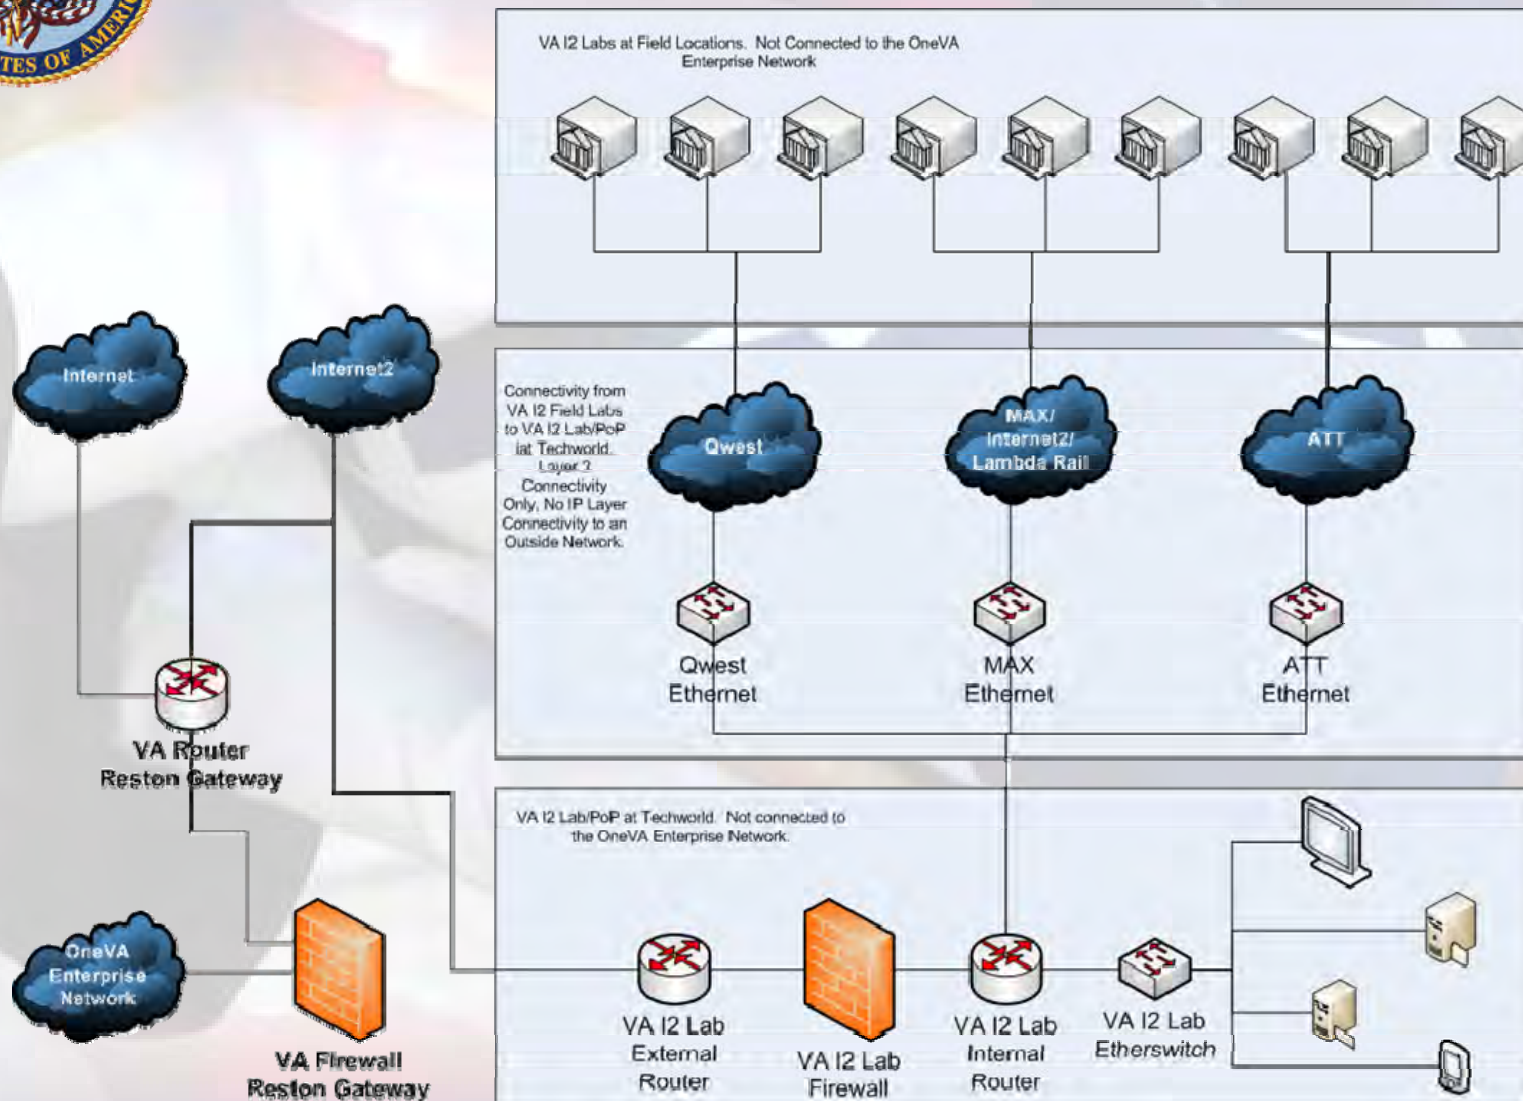 TES OF AMERIC
VA I2 Labs at Field Locations. Not Connected to the OneVA
Enterprise Network
Internet
Internet2
Connectivity from
VA I2 Field Labs
to VA I2 Lab/PoP
iat Techworld.
Layer 2
Connectivity
Only, No IP Layer
Connectivity to an
Outside Network.
Qwest
MAX/
Internet2/
Lambda Rail
ATT
Qwest
Ethernet
MAX
Ethernet
ATT
Ethernet
VA Router
Reston Gateway
VA I2 Lab/PoP at Techworld. Not connected to
the OneVA Enterprise Network.
OneVA
Enterprise
Network
VA Firewall
Reston Gateway
VA I2 Lab
External
Router
VA I2 Lab
Firewall
VA I2 Lab
Internal
Router
VA I2 Lab
Etherswitch